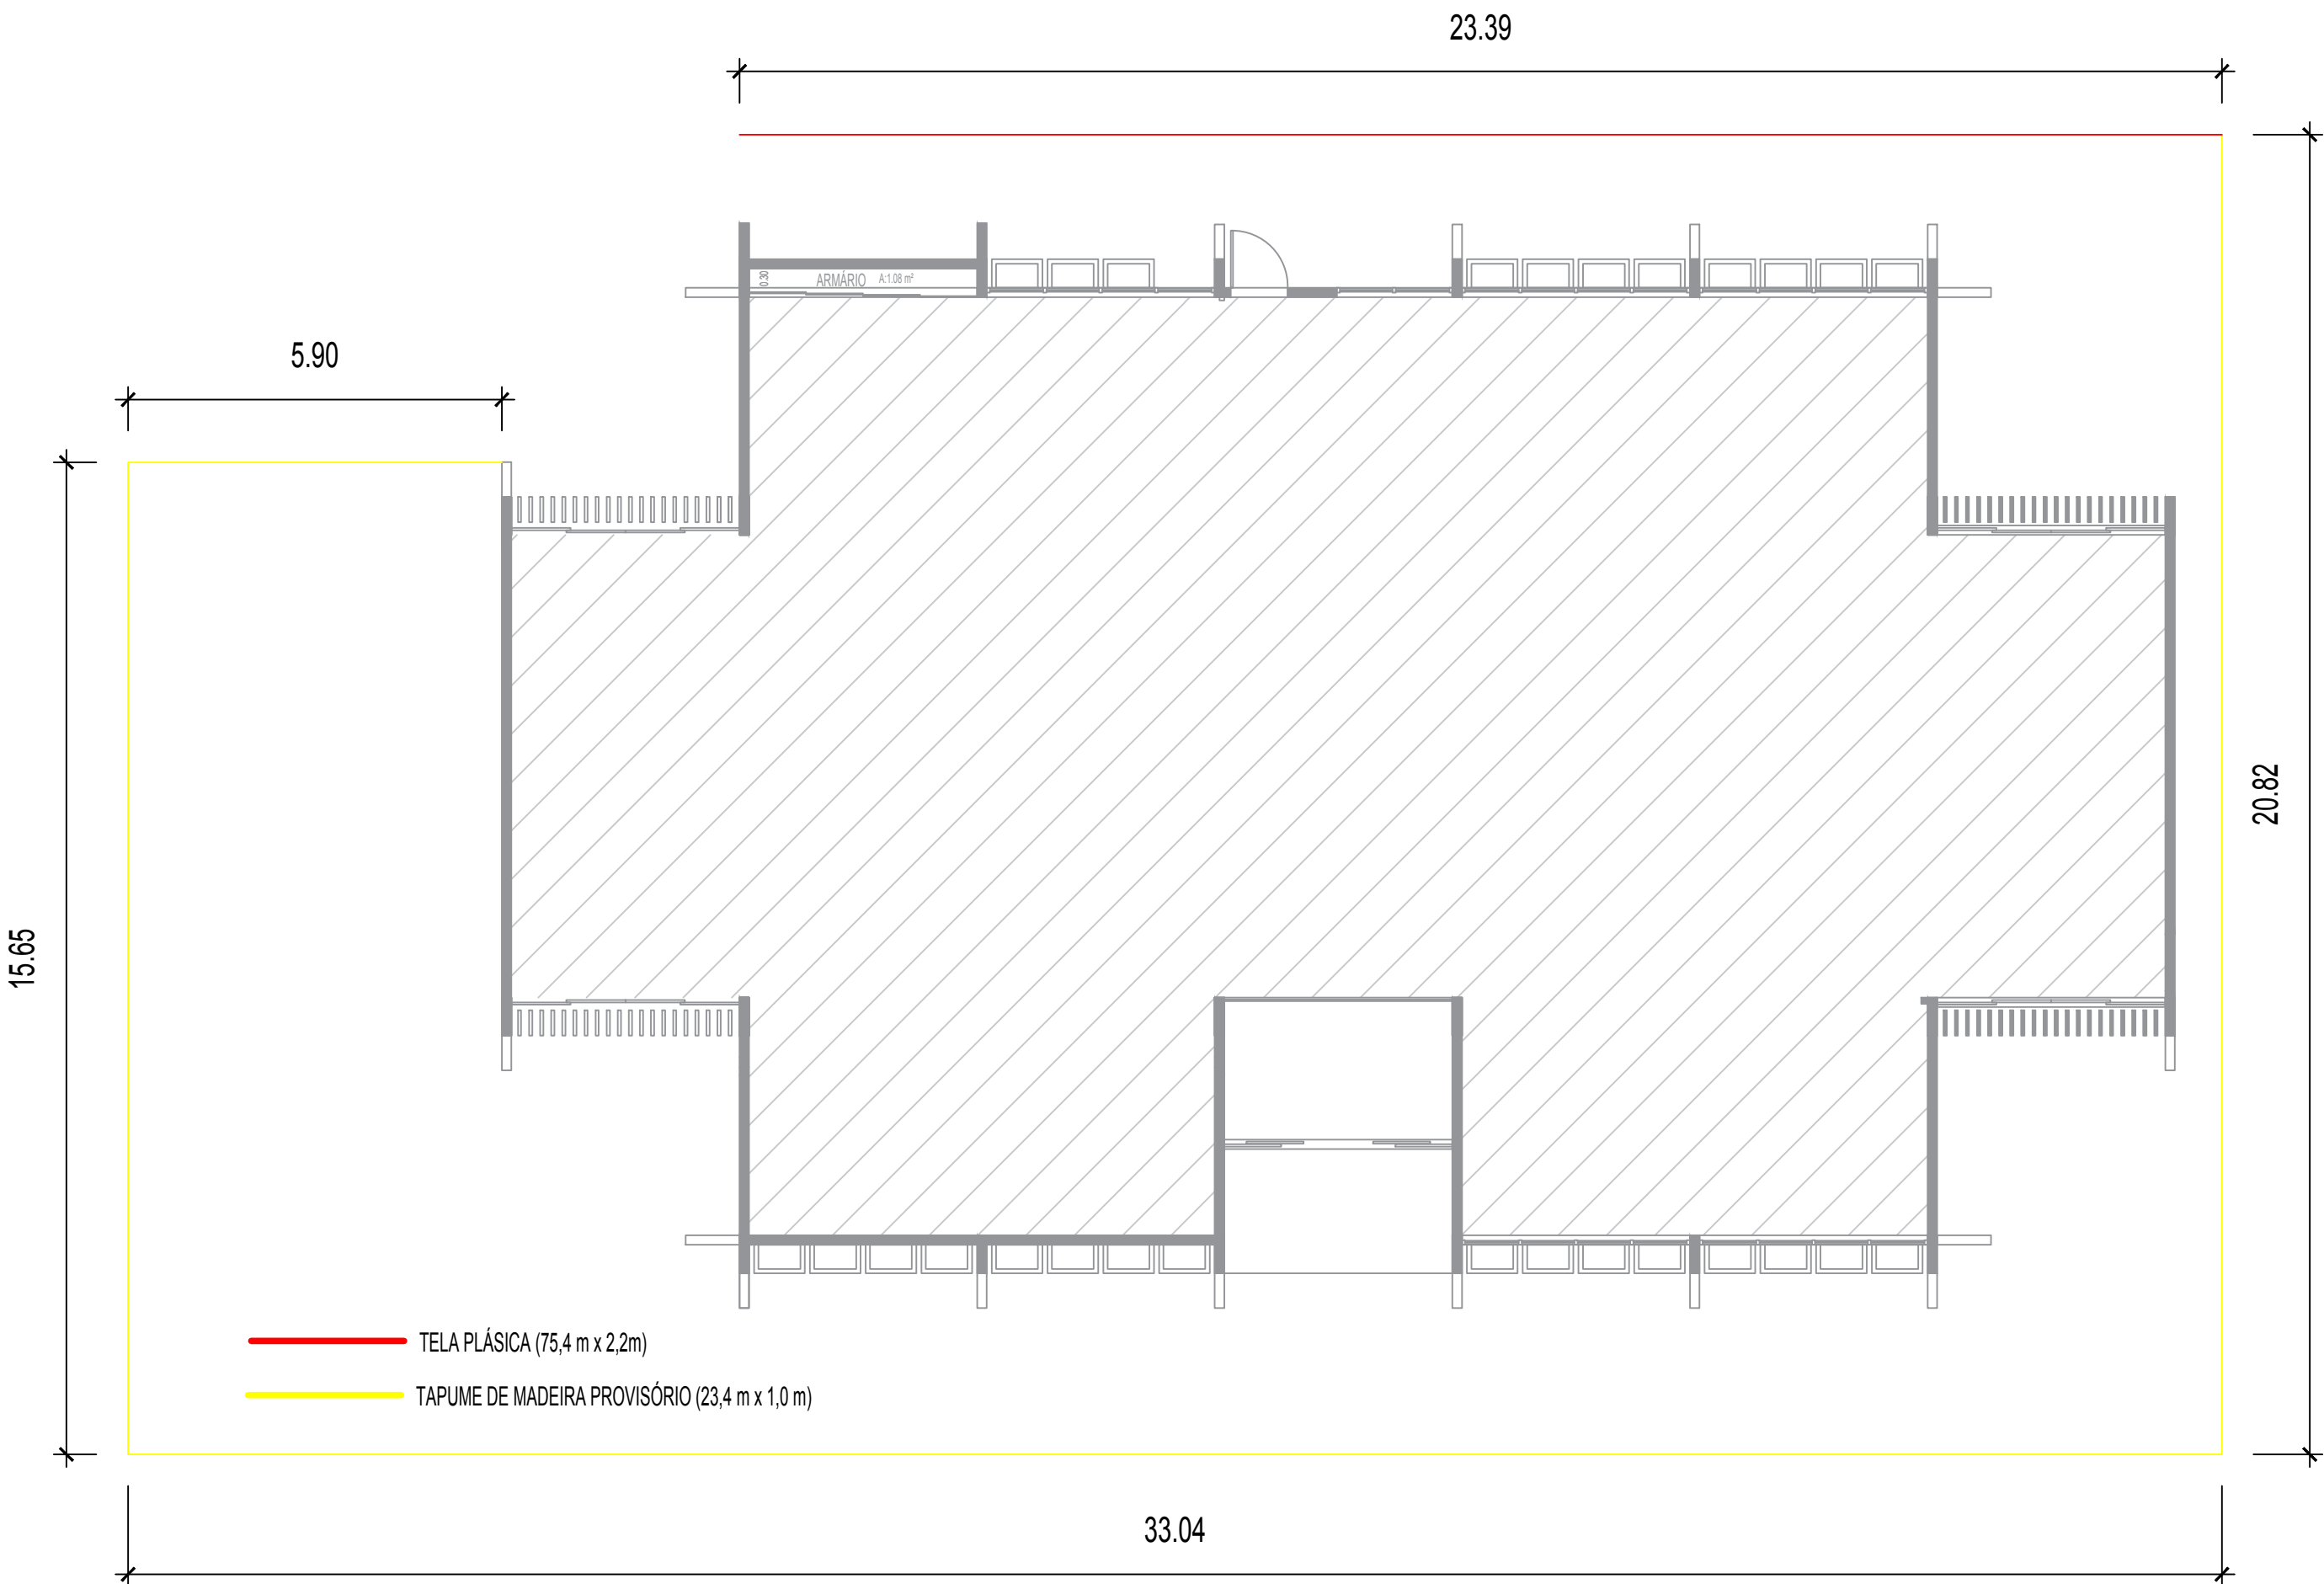 23.39
0.30
ARMÁRIO A:1.08 m²
5.90
20.82
15.65
TELA PLÁSICA (75,4 m x 2,2m)
TAPUME DE MADEIRA PROVISÓRIO (23,4 m x 1,0 m)
33.04